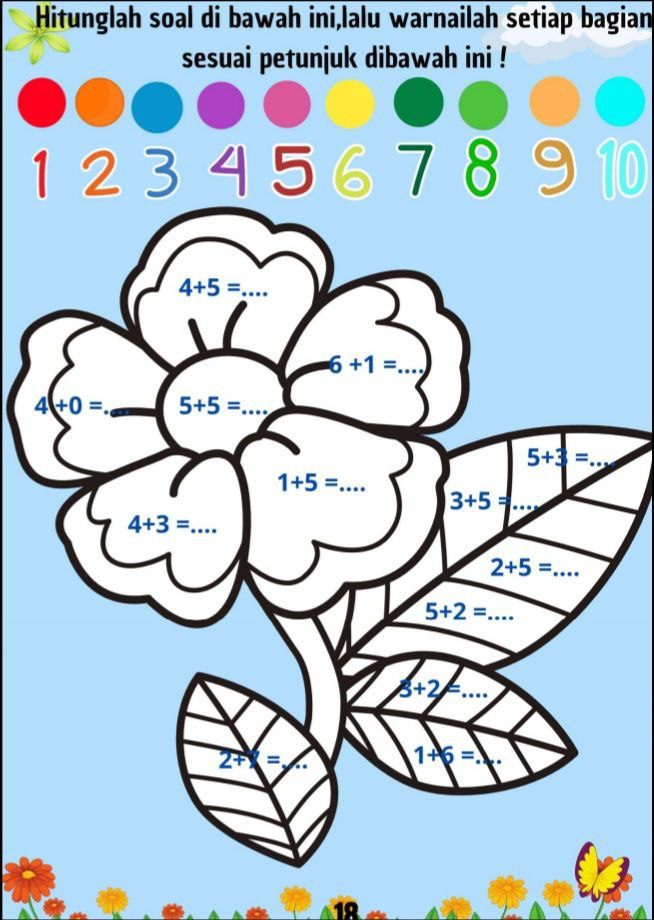 Hitunglah soal di bawah ini,lalu warnailah setiap bagian
sesuai petunjuk dibawah ini !
1 2 3 4 5 6 7 8 9 10
4+5 =....
6 +1 =....
4 +0 =....
5+5 =....
1+5 =....
4+3 =....
5+3 =....
3+5 =....
2+5 =....
5+2 =....
3+2 =....
1+6 =....
2+7 =....
18